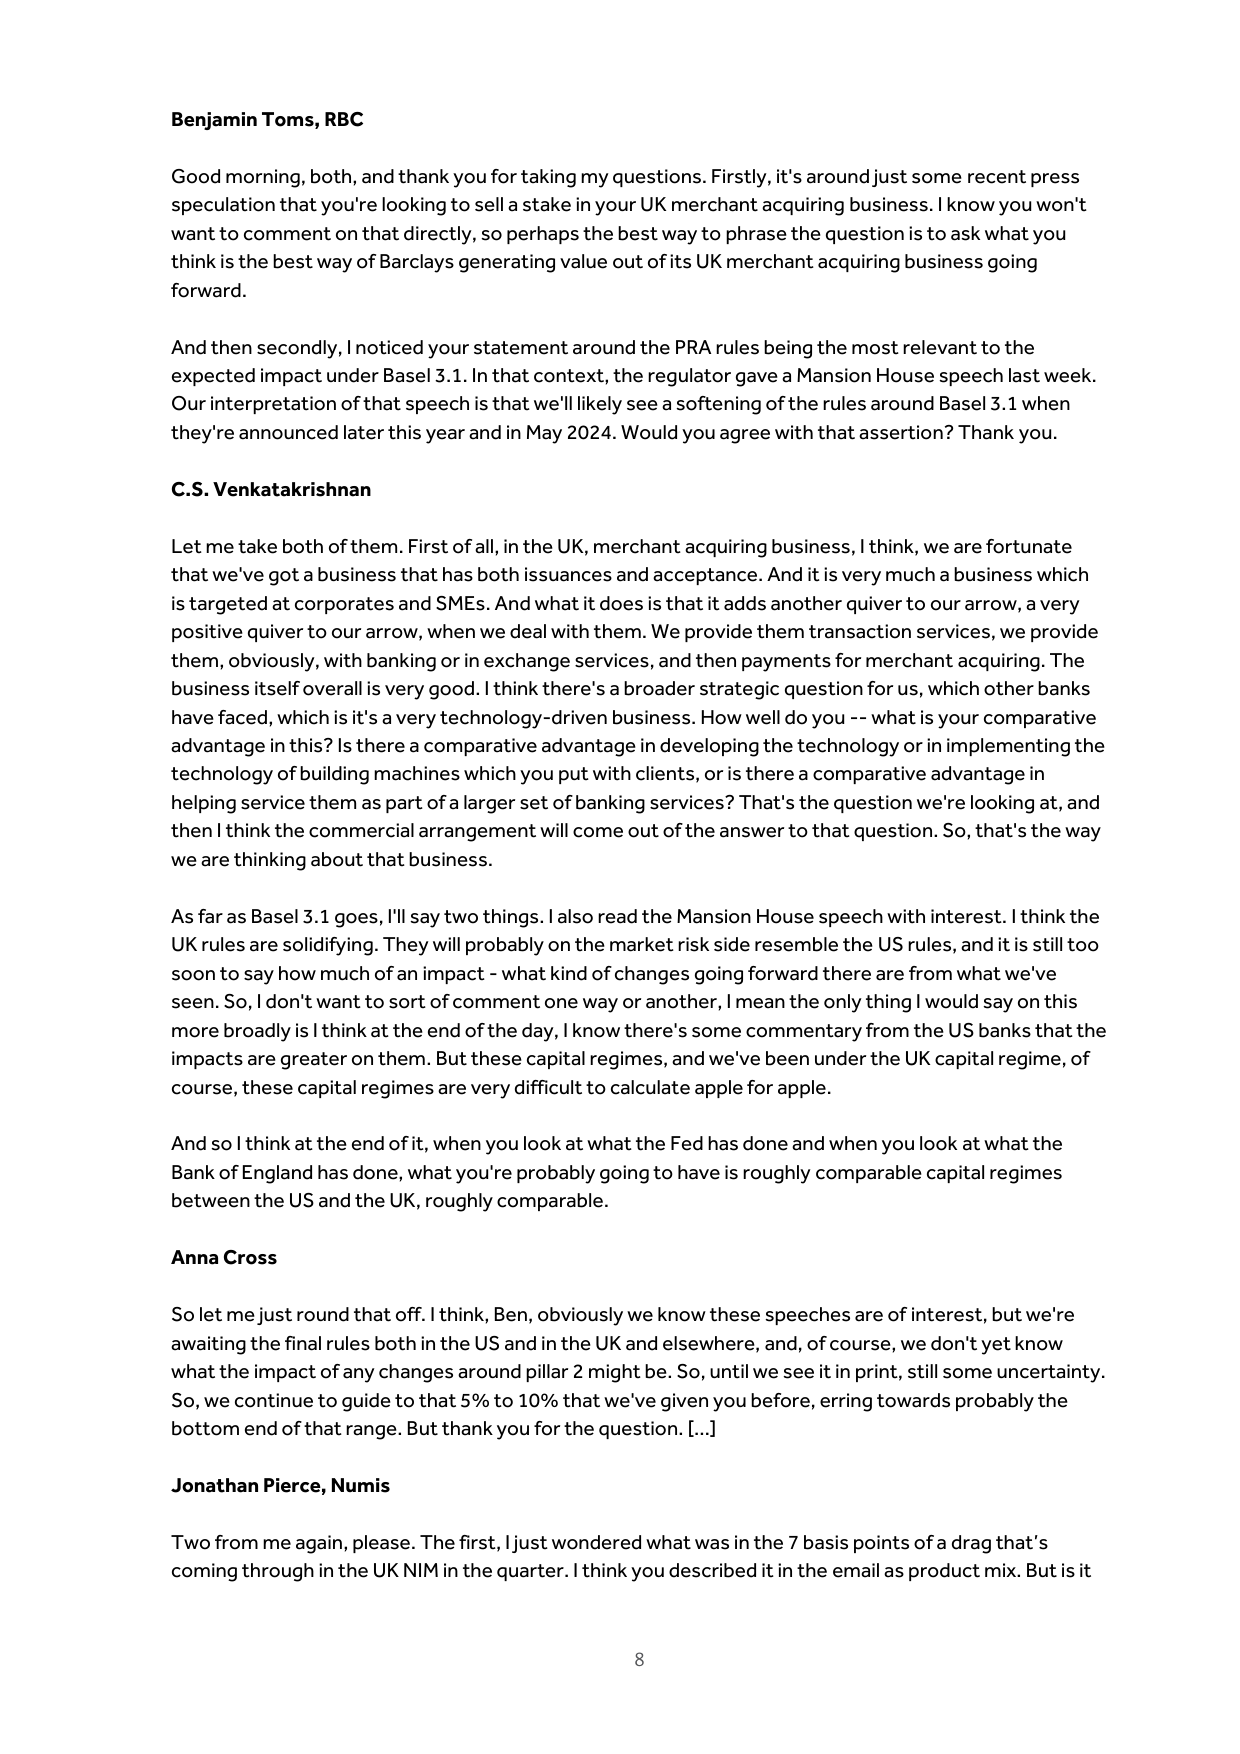 Benjamin Toms, RBC
Good morning, both, and thank you for taking my questions. Firstly, it's around just some recent press
speculation that you're looking to sell a stake in your UK merchant acquiring business. I know you won't
want to comment on that directly, so perhaps the best way to phrase the question is to ask what you
think is the best way of Barclays generating value out of its UK merchant acquiring business going
forward.
And then secondly, I noticed your statement around the PRA rules being the most relevant to the
expected impact under Basel 3.1. In that context, the regulator gave a Mansion House speech last week.
Our interpretation of that speech is that we'll likely see a softening of the rules around Basel 3.1 when
they're announced later this year and in May 2024. Would you agree with that assertion? Thank you.
C.S. Venkatakrishnan
Let me take both of them. First of all, in the UK, merchant acquiring business, I think, we are fortunate
that we've got a business that has both issuances and acceptance. And it is very much a business which
is targeted at corporates and SMEs. And what it does is that it adds another quiver to our arrow, a very
positive quiver to our arrow, when we deal with them. We provide them transaction services, we provide
them, obviously, with banking or in exchange services, and then payments for merchant acquiring. The
business itself overall is very good. I think there's a broader strategic question for us, which other banks
have faced, which is it's a very technology-driven business. How well do you -- what is your comparative
advantage in this? Is there a comparative advantage in developing the technology or in implementing the
technology of building machines which you put with clients, or is there a comparative advantage in
helping service them as part of a larger set of banking services? That's the question we're looking at, and
then I think the commercial arrangement will come out of the answer to that question. So, that's the way
we are thinking about that business.
As far as Basel 3.1 goes, I'll say two things. I also read the Mansion House speech with interest. I think the
UK rules are solidifying. They will probably on the market risk side resemble the US rules, and it is still too
soon to say how much of an impact - what kind of changes going forward there are from what we've
seen. So, I don't want to sort of comment one way or another, I mean the only thing I would say on this
more broadly is I think at the end of the day, I know there's some commentary from the US banks that the
impacts are greater on them. But these capital regimes, and we've been under the UK capital regime, of
course, these capital regimes are very difficult to calculate apple for apple.
And so I think at the end of it, when you look at what the Fed has done and when you look at what the
Bank of England has done, what you're probably going to have is roughly comparable capital regimes
between the US and the UK, roughly comparable.
Anna Cross
So let me just round that off. I think, Ben, obviously we know these speeches are of interest, but we're
awaiting the final rules both in the US and in the UK and elsewhere, and, of course, we don't yet know
what the impact of any changes around pillar 2 might be. So, until we see it in print, still some uncertainty.
So, we continue to guide to that 5% to 10% that we've given you before, erring towards probably the
bottom end of that range. But thank you for the question. [...]
Jonathan Pierce, Numis
Two from me again, please. The first, I just wondered what was in the 7 basis points of a drag that’s
coming through in the UK NIM in the quarter. I think you described it in the email as product mix. But is it
8